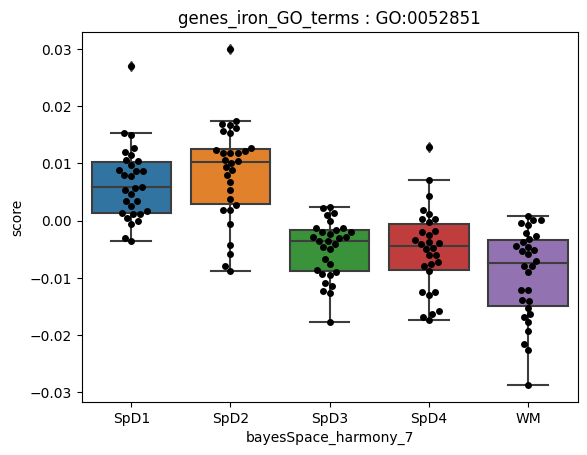 genes_iron_GO_terms : GO:0052851
score
0.03
0.02
0.01
0.00
−0.01
−0.02
−0.03
SpD1 SpD2 SpD3 SpD4 WM
bayesSpace_harmony_7